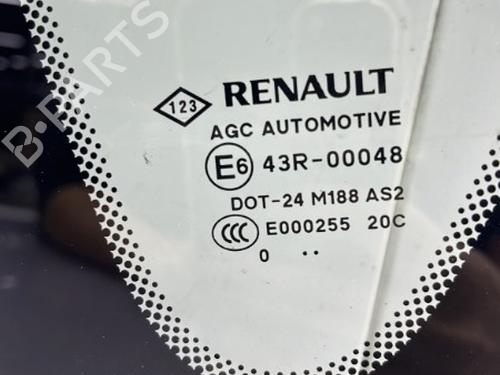 B-PARTS
123 RENAULT
AGC AUTOMOTIVE
E6 43R-00048
DOT-24 M188 AS2
CCC E000255 20C
0 ..